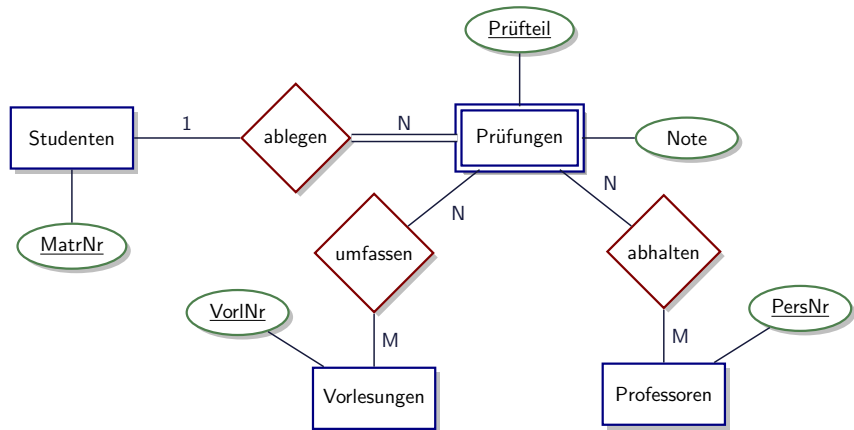 Prüfteil
Studenten
1
ablegen
N
Prüfungen
Note
MatrNr
umfassen
N
N
abhalten
VorlNr
M
M
PersNr
Vorlesungen
Professoren